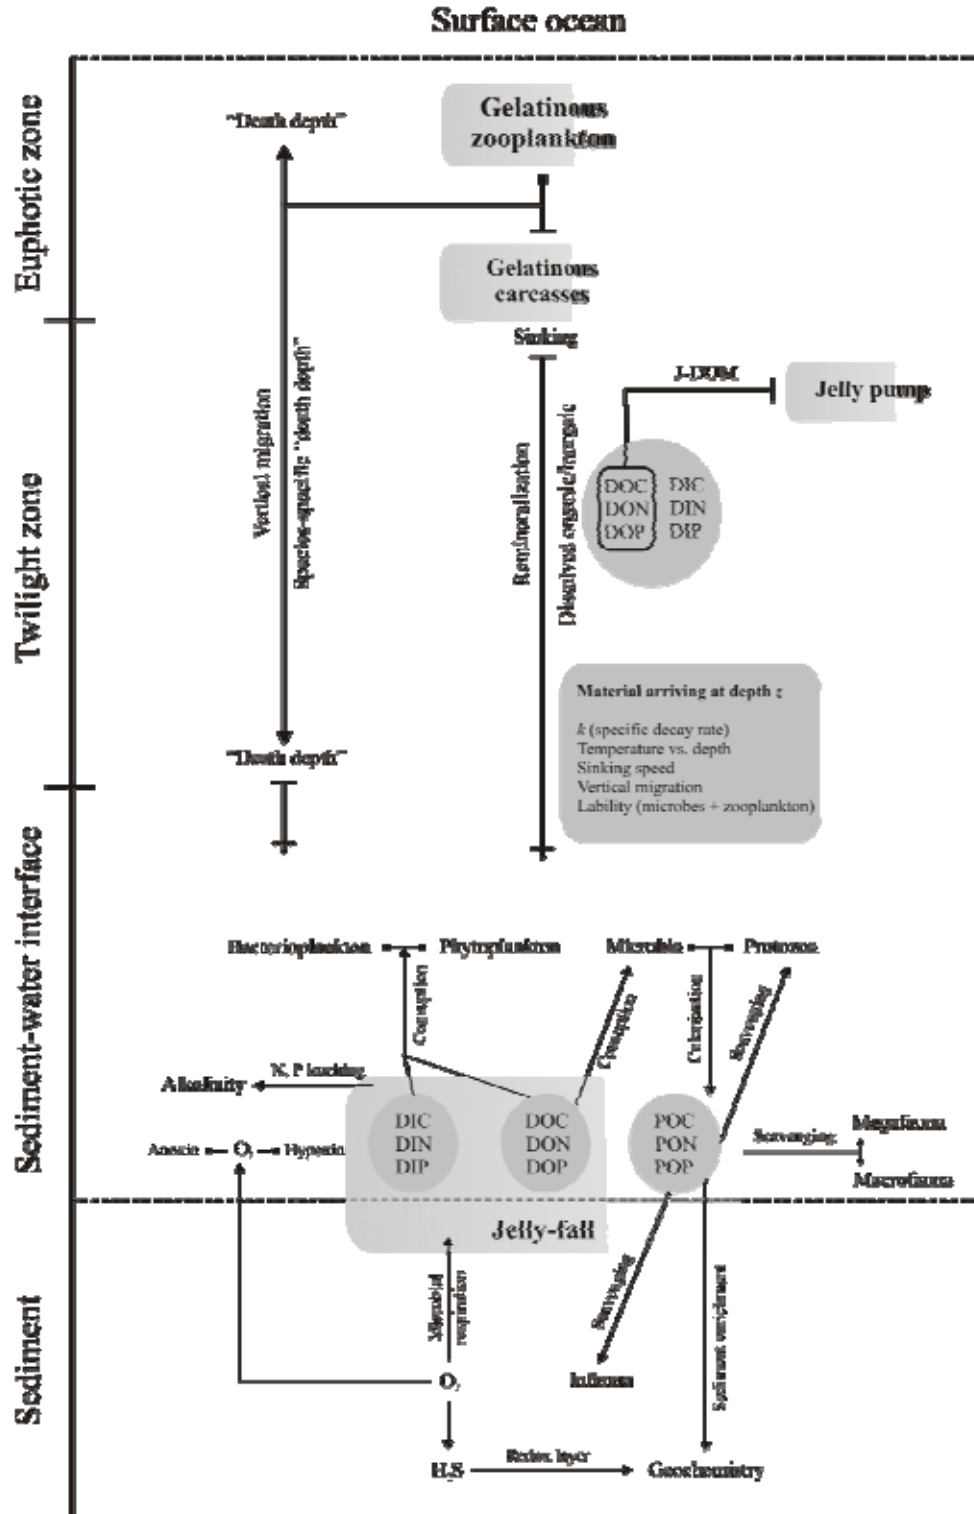 Surface ocean
Euphotic zone
"Death depth"
Gelatinous
zooplankton
Gelatinous
carcasses
Twilight zone
Sinking
Vertical migration
Species-specific "death depth"
Remineralization
Dissolved organic/inorganic
J-DOM
Jelly pump
DOC DIC
DON DIN
DOP DIP
Material arriving at depth z
k (specific decay rate)
Temperature vs. depth
Sinking speed
Vertical migration
Lability (microbes + zooplankton)
"Death depth"
Sediment-water interface
Bacterioplankton
Phytoplankton
Microbia
Protozoa
Scavenging
N, P leaching
Alkalinity
DIC
DIN
DIP
DOC
DON
DOP
POC
PON
POP
Scavenging
Megafauna
Macrofauna
Anoxia
O₂
Hypoxia
Jelly-fall
Sediment
Microbial
respiration
Scavenging
Sediment enrichment
O₂
Infauna
H₂S
Redox layer
Geochemistry